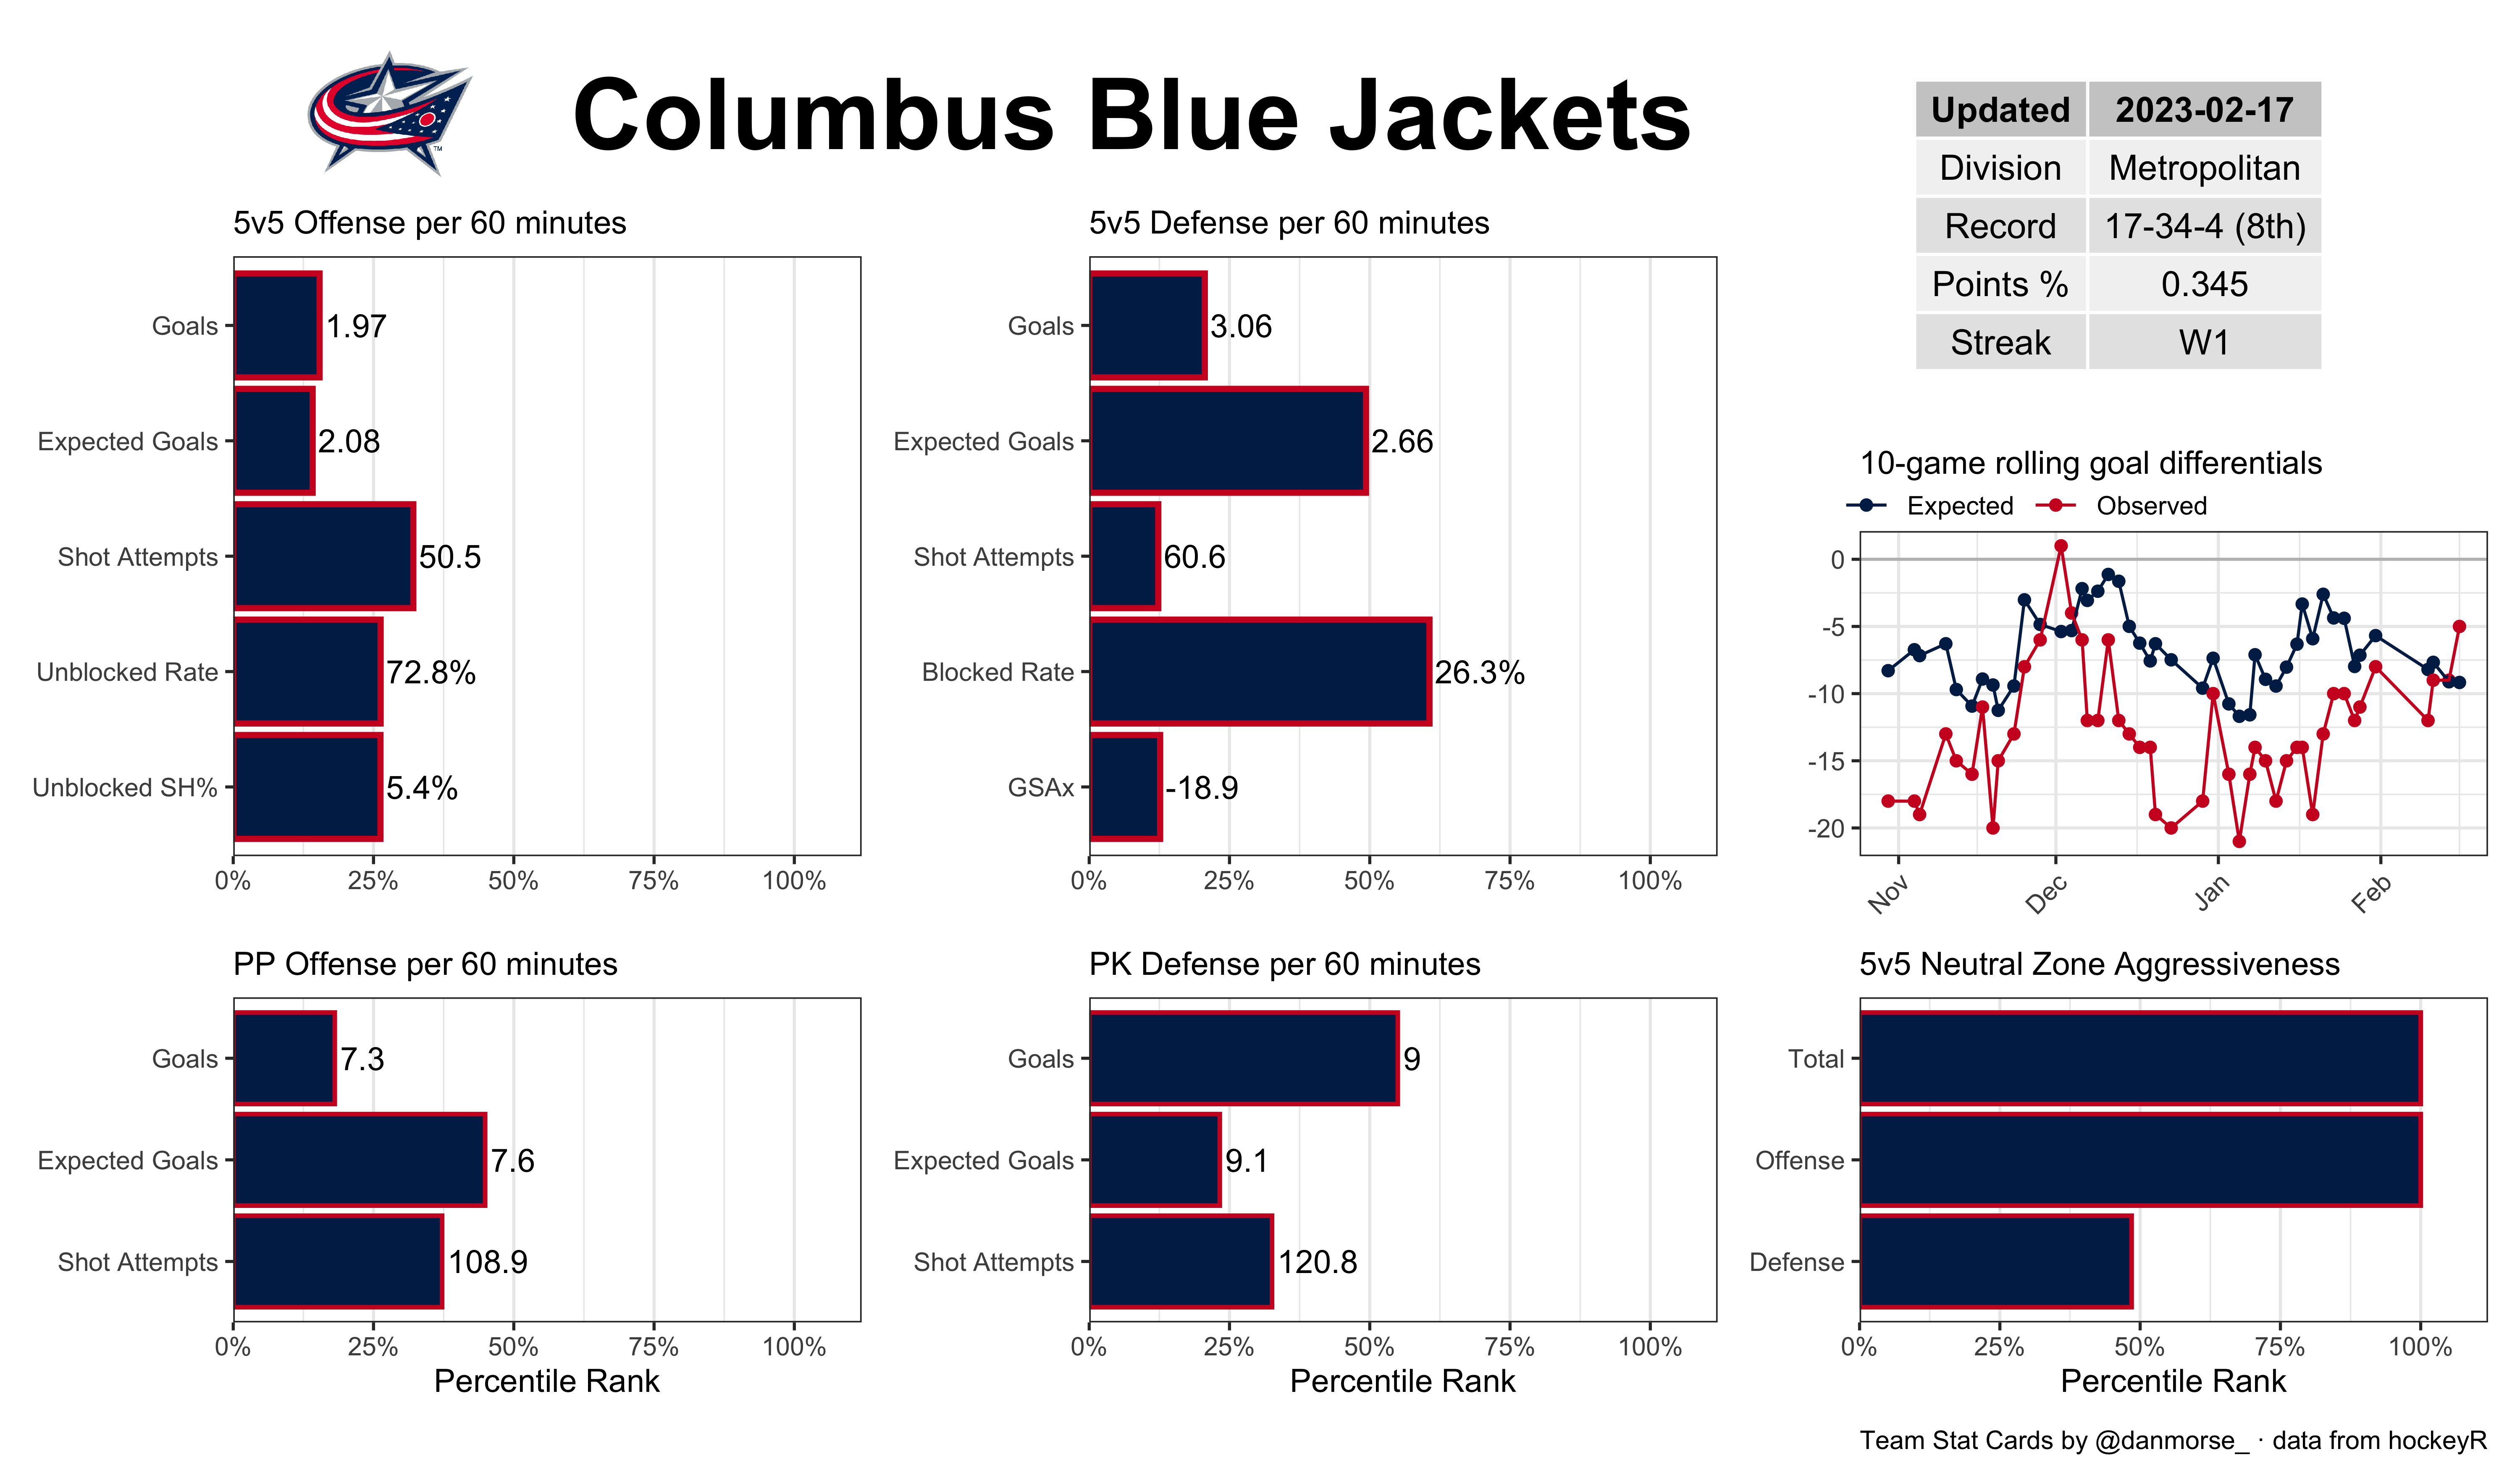 Columbus Blue Jackets
TM
Updated 2023-02-17
Division Metropolitan
Record 17-34-4 (8th)
Points % 0.345
Streak W1
5v5 Offense per 60 minutes
Goals 1.97
Expected Goals 2.08
Shot Attempts 50.5
Unblocked Rate 72.8%
Unblocked SH% 5.4%
0% 25% 50% 75% 100%
5v5 Defense per 60 minutes
Goals 3.06
Expected Goals 2.66
Shot Attempts 60.6
Blocked Rate 26.3%
GSAx -18.9
0% 25% 50% 75% 100%
10-game rolling goal differentials
Expected Observed
0
-5
-10
-15
-20
Nov Dec Jan Feb
PP Offense per 60 minutes
Goals 7.3
Expected Goals 7.6
Shot Attempts 108.9
0% 25% 50% 75% 100%
Percentile Rank
PK Defense per 60 minutes
Goals 9
Expected Goals 9.1
Shot Attempts 120.8
0% 25% 50% 75% 100%
Percentile Rank
5v5 Neutral Zone Aggressiveness
Total
Offense
Defense
0% 25% 50% 75% 100%
Percentile Rank
Team Stat Cards by @danmorse_ · data from hockeyR